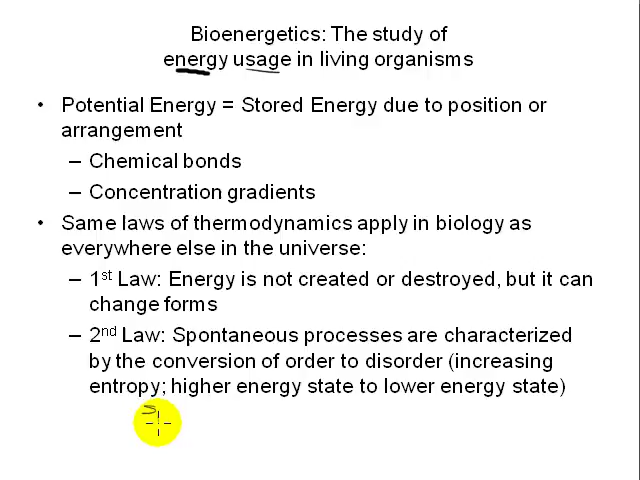 Bioenergetics: The study of
energy usage in living organisms
• Potential Energy = Stored Energy due to position or
arrangement
– Chemical bonds
– Concentration gradients
• Same laws of thermodynamics apply in biology as
everywhere else in the universe:
– 1st Law: Energy is not created or destroyed, but it can
change forms
– 2nd Law: Spontaneous processes are characterized
by the conversion of order to disorder (increasing
entropy; higher energy state to lower energy state)